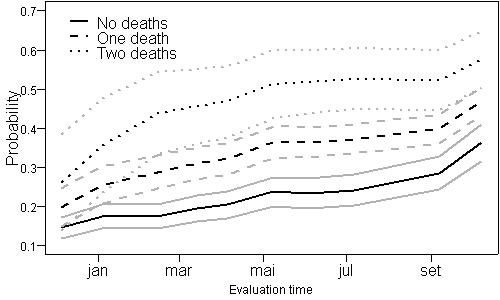 0.7
0.6
0.5
0.4
0.3
0.2
0.1
Probability
No deaths
One death
Two deaths
jan mar mai jul set
Evaluation time